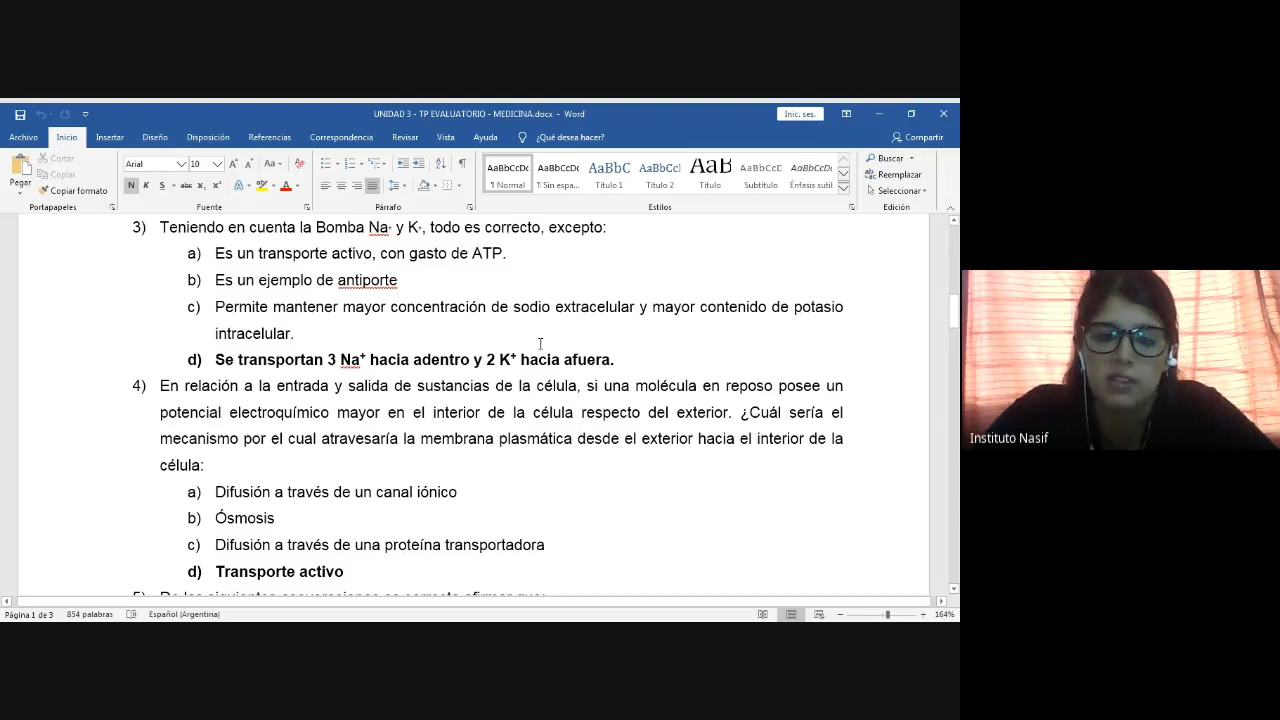 UNIDAD 3 - TP EVALUATORIO - MEDICINA.docx - Word
Inic. ses.
Archivo Inicio Insertar Diseño Disposición Referencias Correspondencia Revisar Vista Ayuda ¿Qué desea hacer? Compartir
Pegar
Cortar
Copiar
Copiar formato
Portapapeles
Arial 10
Fuente
Párrafo
AaBbCcDc AaBbCcDc AaBbC AaBbCcI AaB AaBbCcD AaBbCcDc
¶ Normal ¶ Sin espa... Título 1 Título 2 Título Subtítulo Énfasis sutil
Estilos
Buscar
Reemplazar
Seleccionar
Edición
3) Teniendo en cuenta la Bomba Na+ y K+, todo es correcto, excepto:
a) Es un transporte activo, con gasto de ATP.
b) Es un ejemplo de antiporte
c) Permite mantener mayor concentración de sodio extracelular y mayor contenido de potasio
intracelular.
d) Se transportan 3 Na+ hacia adentro y 2 K+ hacia afuera.
4) En relación a la entrada y salida de sustancias de la célula, si una molécula en reposo posee un
potencial electroquímico mayor en el interior de la célula respecto del exterior. ¿Cuál sería el
mecanismo por el cual atravesaría la membrana plasmática desde el exterior hacia el interior de la
célula:
a) Difusión a través de un canal iónico
b) Ósmosis
c) Difusión a través de una proteína transportadora
d) Transporte activo
Página 1 de 3 854 palabras Español (Argentina) 164%
Instituto Nasif